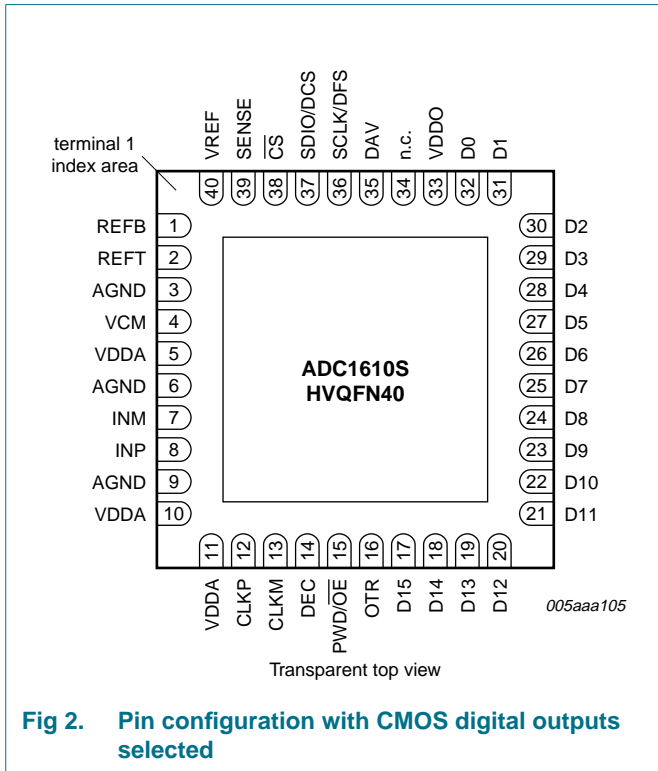 terminal 1
index area
VREF
SENSE
CS
SDIO/DCS
SCLK/DFS
DAV
n.c.
VDDO
D0
D1
40
39
38
37
36
35
34
33
32
31
REFB 1
REFT 2
AGND 3
VCM 4
VDDA 5
AGND 6
INM 7
INP 8
AGND 9
VDDA 10
30 D2
29 D3
28 D4
27 D5
26 D6
25 D7
24 D8
23 D9
22 D10
21 D11
ADC1610S
HVQFN40
11
12
13
14
15
16
17
18
19
20
VDDA
CLKP
CLKM
DEC
PWD/OE
OTR
D15
D14
D13
D12
005aaa105
Transparent top view
Fig 2. Pin configuration with CMOS digital outputs
selected